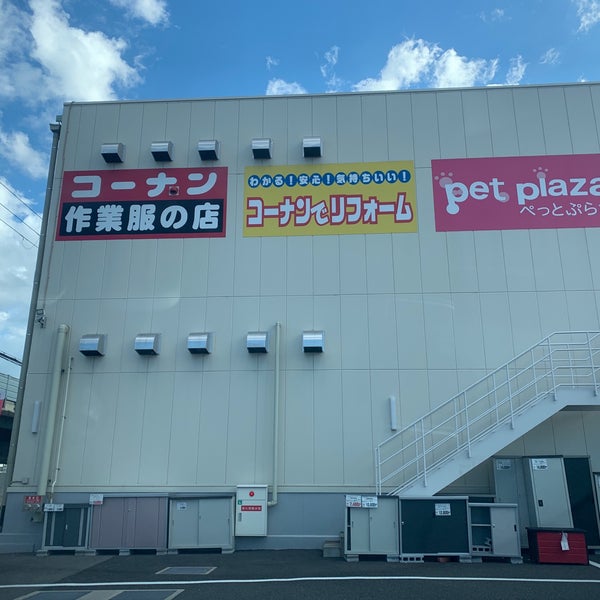 コーナン
作業服の店
わかる!安心!気持ちいい!
コーナンでリフォーム
pet plaza
ぺっとぷら